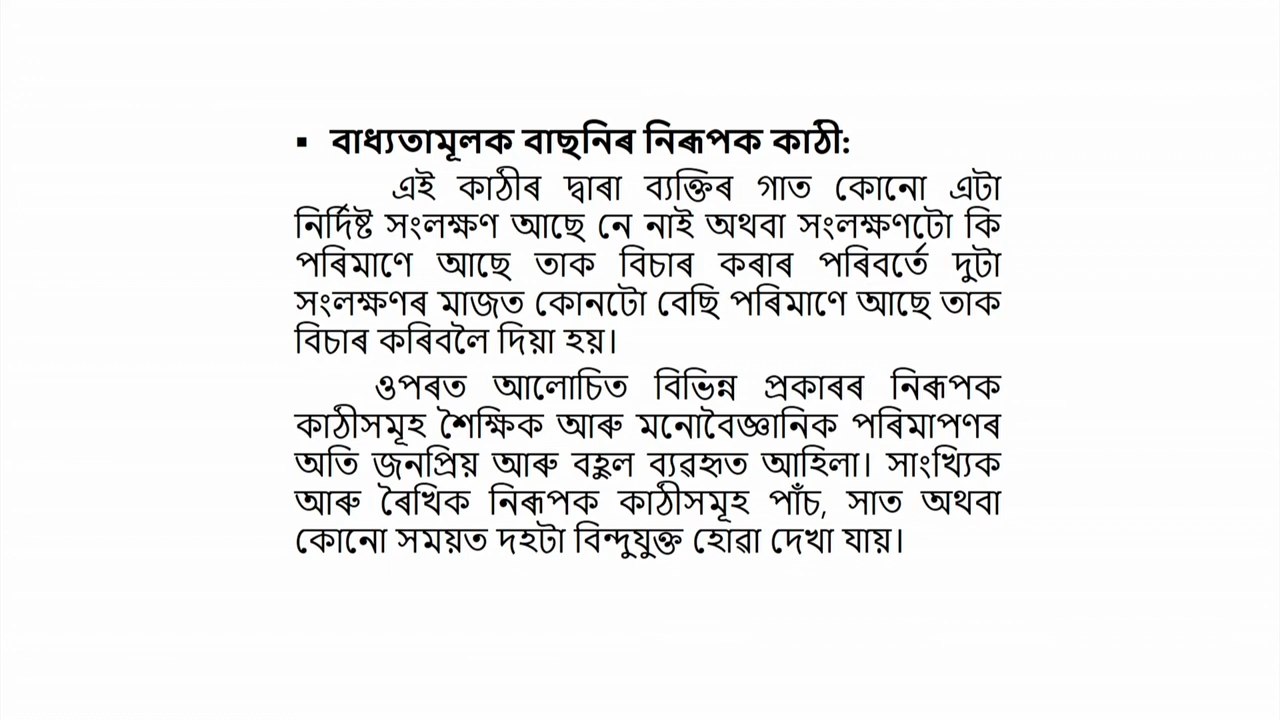 ▪ বাধ্যতামূলক বাছনিৰ নিৰূপক কাঠী:
এই কাঠীৰ দ্বাৰা ব্যক্তিৰ গাত কোনো এটা
নিৰ্দিষ্ট সংলক্ষণ আছে নে নাই অথবা সংলক্ষণটো কি
পৰিমাণে আছে তাক বিচাৰ কৰাৰ পৰিবৰ্তে দুটা
সংলক্ষণৰ মাজত কোনটো বেছি পৰিমাণে আছে তাক
বিচাৰ কৰিবলৈ দিয়া হয়।
ওপৰত আলোচিত বিভিন্ন প্ৰকাৰৰ নিৰূপক
কাঠীসমূহ শৈক্ষিক আৰু মনোবৈজ্ঞানিক পৰিমাপণৰ
অতি জনপ্ৰিয় আৰু বহুল ব্যৱহৃত আহিলা। সাংখ্যিক
আৰু ৰৈখিক নিৰূপক কাঠীসমূহ পাঁচ, সাত অথবা
কোনো সময়ত দহটা বিন্দুযুক্ত হোৱা দেখা যায়।